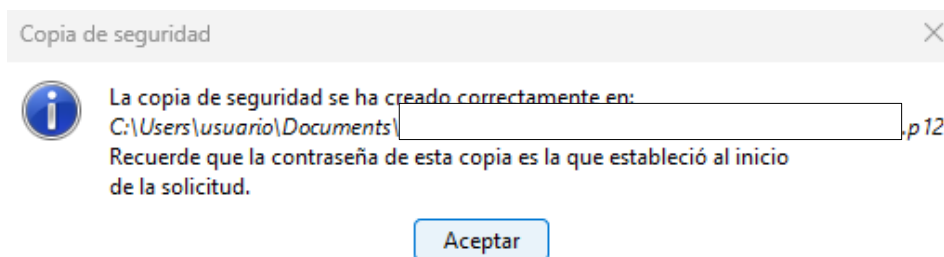 Copia de seguridad
La copia de seguridad se ha creado correctamente en:
C:\Users\usuario\Documents\ .p12
Recuerde que la contraseña de esta copia es la que estableció al inicio
de la solicitud.
Aceptar